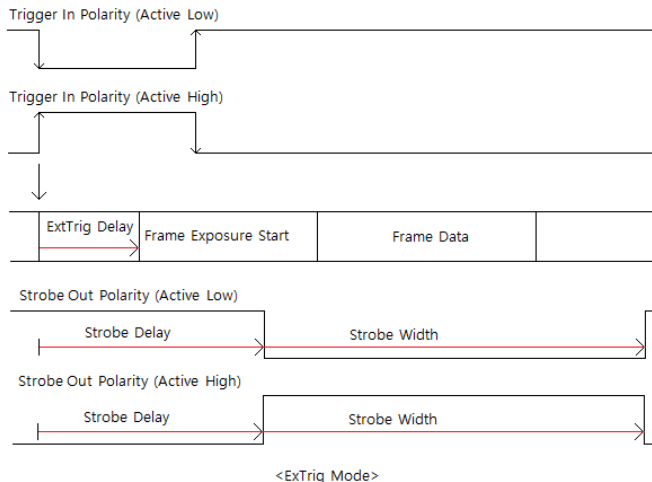 Trigger In Polarity (Active Low)
Trigger In Polarity (Active High)
ExtTrig Delay
Frame Exposure Start
Frame Data
Strobe Out Polarity (Active Low)
Strobe Delay
Strobe Width
Strobe Out Polarity (Active High)
Strobe Delay
Strobe Width
<ExTrig Mode>